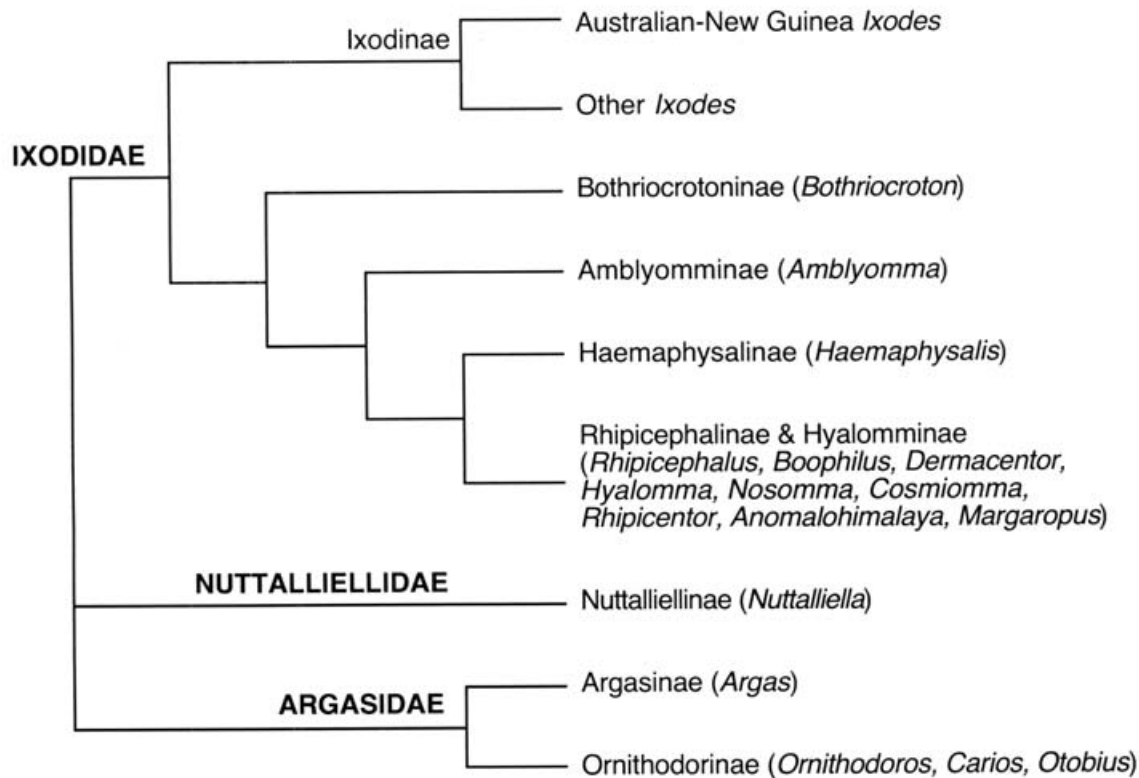 Ixodinae
Australian-New Guinea Ixodes
Other Ixodes
IXODIDAE
Bothriocrotoninae (Bothriocroton)
Amblyomminae (Amblyomma)
Haemaphysalinae (Haemaphysalis)
Rhipicephalinae & Hyalomminae
(Rhipicephalus, Boophilus, Dermacentor,
Hyalomma, Nosomma, Cosmiomma,
Rhipicentor, Anomalohimalaya, Margaropus)
NUTTALLIELLIDAE
Nuttalliellinae (Nuttalliella)
ARGASIDAE
Argasinae (Argas)
Ornithodorinae (Ornithodoros, Carios, Otobius)